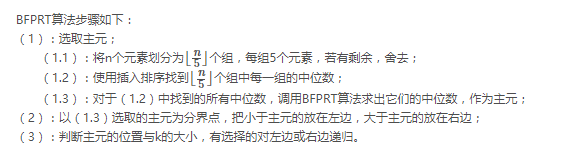 BFPRT算法步骤如下：
（1）：选取主元；
（1.1）：将n个元素划分为⌊n/5⌋个组，每组5个元素，若有剩余，舍去；
（1.2）：使用插入排序找到⌊n/5⌋个组中每一组的中位数；
（1.3）：对于（1.2）中找到的所有中位数，调用BFPRT算法求出它们的中位数，作为主元；
（2）：以（1.3）选取的主元为分界点，把小于主元的放在左边，大于主元的放在右边；
（3）：判断主元的位置与k的大小，有选择的对左边或右边递归。